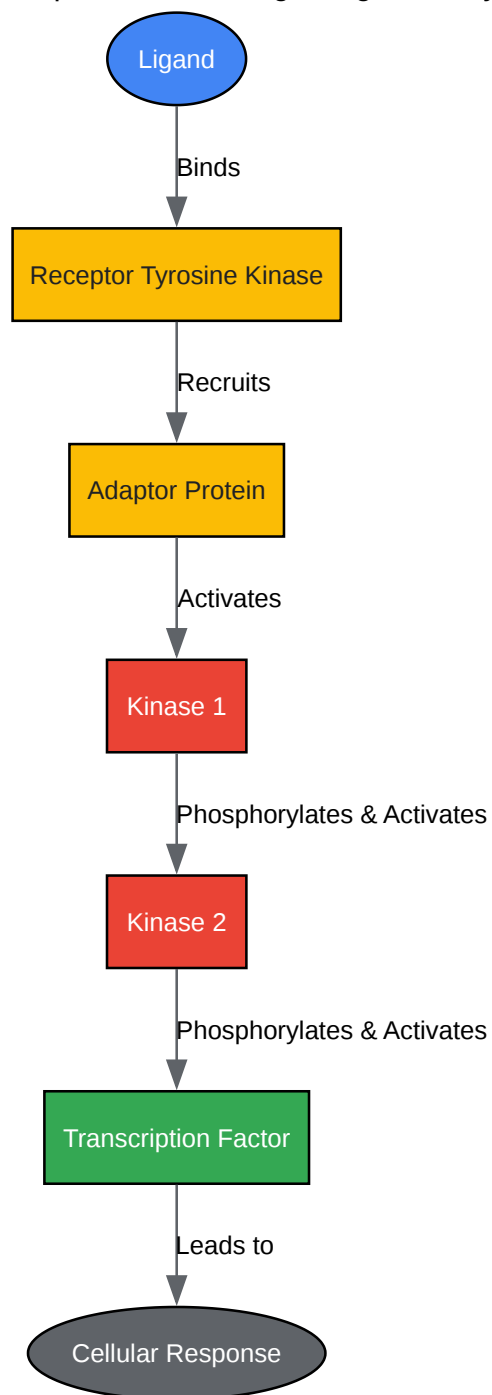 Ligand
Binds
Receptor Tyrosine Kinase
Recruits
Adaptor Protein
Activates
Kinase 1
Phosphorylates & Activates
Kinase 2
Phosphorylates & Activates
Transcription Factor
Leads to
Cellular Response